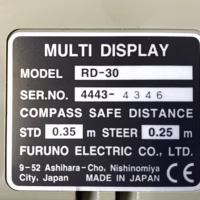 MULTI DISPLAY
MODEL RD-30
SER.NO. 4443-4346
COMPASS SAFE DISTANCE
STD 0.35 m STEER 0.25 m
FURUNO ELECTRIC CO., LTD.
9-52 Ashihara-Cho, Nishinomiya
City, Japan MADE IN JAPAN CE